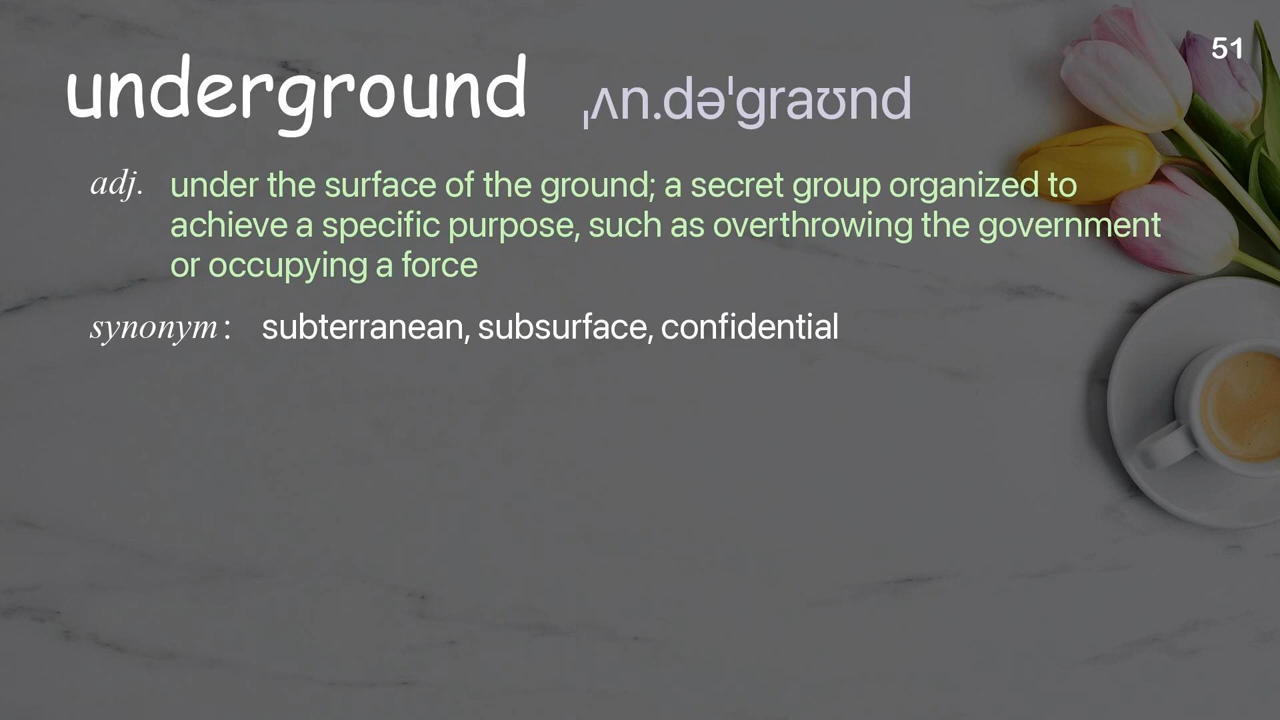 51
underground ˌʌn.dəˈgraʊnd
adj. under the surface of the ground; a secret group organized to
achieve a specific purpose, such as overthrowing the government
or occupying a force
synonym : subterranean, subsurface, confidential